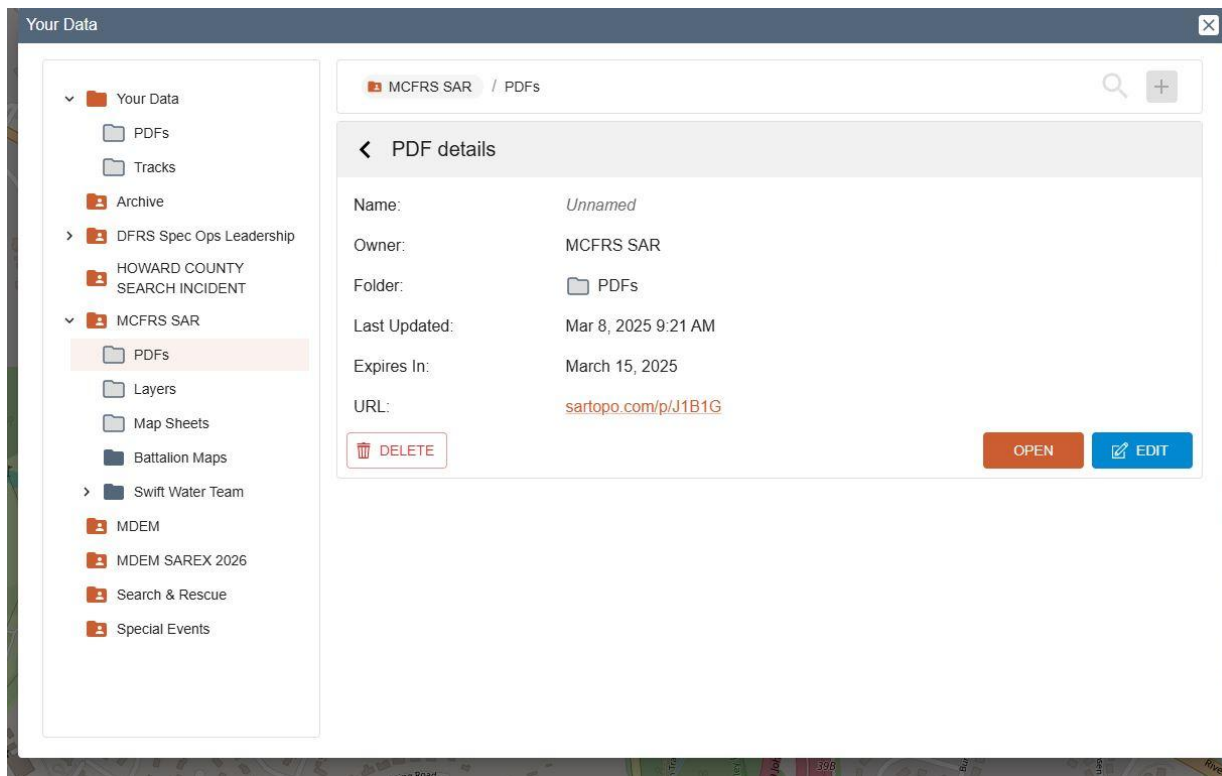 Your Data
Your Data
PDFs
Tracks
Archive
DFRS Spec Ops Leadership
HOWARD COUNTY
SEARCH INCIDENT
MCFRS SAR
PDFs
Layers
Map Sheets
Battalion Maps
Swift Water Team
MDEM
MDEM SAREX 2026
Search & Rescue
Special Events
MCFRS SAR / PDFs
PDF details
Name: Unnamed
Owner: MCFRS SAR
Folder: PDFs
Last Updated: Mar 8, 2025 9:21 AM
Expires In: March 15, 2025
URL: sartopo.com/p/J1B1G
DELETE OPEN EDIT
Road
398